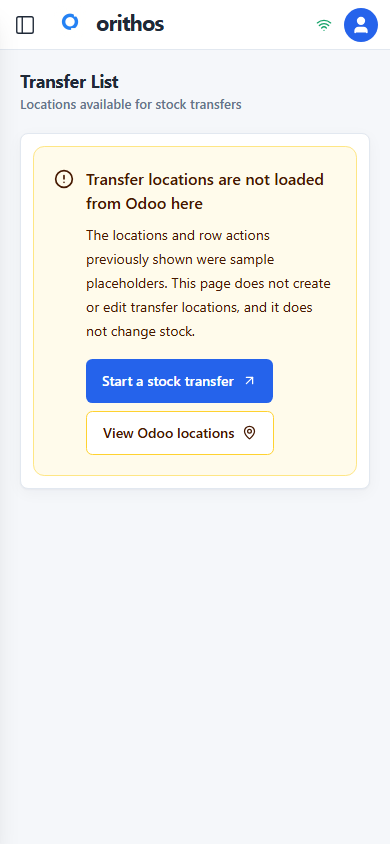 orithos
Transfer List
Locations available for stock transfers
Transfer locations are not loaded
from Odoo here
The locations and row actions
previously shown were sample
placeholders. This page does not create
or edit transfer locations, and it does
not change stock.
Start a stock transfer
View Odoo locations